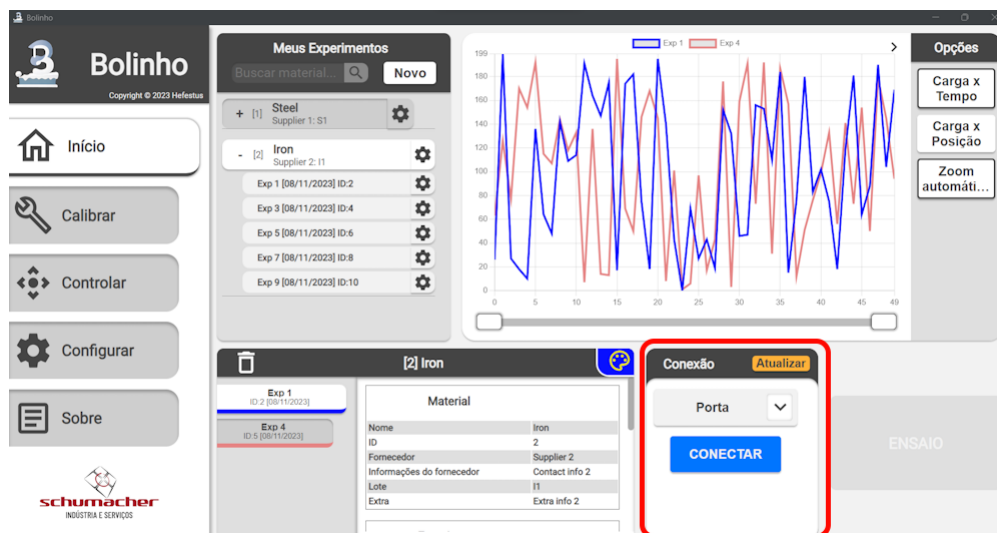 Bolinho
Bolinho
Copyright © 2023 Hefestus
Início
Calibrar
Controlar
Configurar
Sobre
schumacher
INDÚSTRIA E SERVIÇOS
Meus Experimentos
Buscar material...
Novo
+ [1] Steel
Supplier 1: S1
- [2] Iron
Supplier 2: I1
Exp 1 [08/11/2023] ID:2
Exp 3 [08/11/2023] ID:4
Exp 5 [08/11/2023] ID:6
Exp 7 [08/11/2023] ID:8
Exp 9 [08/11/2023] ID:10
Exp 1 Exp 4
199
180
160
140
120
100
80
60
40
20
0
0 5 10 15 20 25 30 35 40 45 49
Opções
Carga x
Tempo
Carga x
Posição
Zoom
automáti...
[2] Iron
Exp 1
ID:2 [08/11/2023]
Exp 4
ID:5 [08/11/2023]
Material
Nome Iron
ID 2
Fornecedor Supplier 2
Informações do fornecedor Contact info 2
Lote I1
Extra Extra info 2
Conexão Atualizar
Porta
CONECTAR
ENSAIO